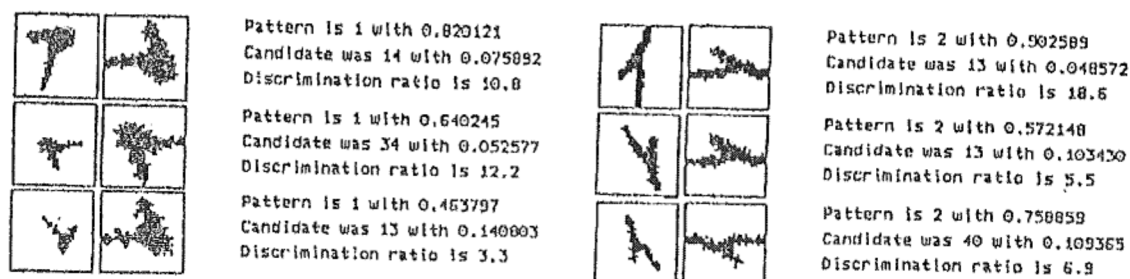 Pattern is 1 with 0.820121
Candidate was 14 with 0.075892
Discrimination ratio is 10.8
Pattern is 1 with 0.640245
Candidate was 34 with 0.052577
Discrimination ratio is 12.2
Pattern is 1 with 0.463797
Candidate was 13 with 0.140803
Discrimination ratio is 3.3
Pattern is 2 with 0.902589
Candidate was 13 with 0.048572
Discrimination ratio is 18.6
Pattern is 2 with 0.572148
Candidate was 13 with 0.103430
Discrimination ratio is 5.5
Pattern is 2 with 0.758859
Candidate was 40 with 0.109365
Discrimination ratio is 6.9